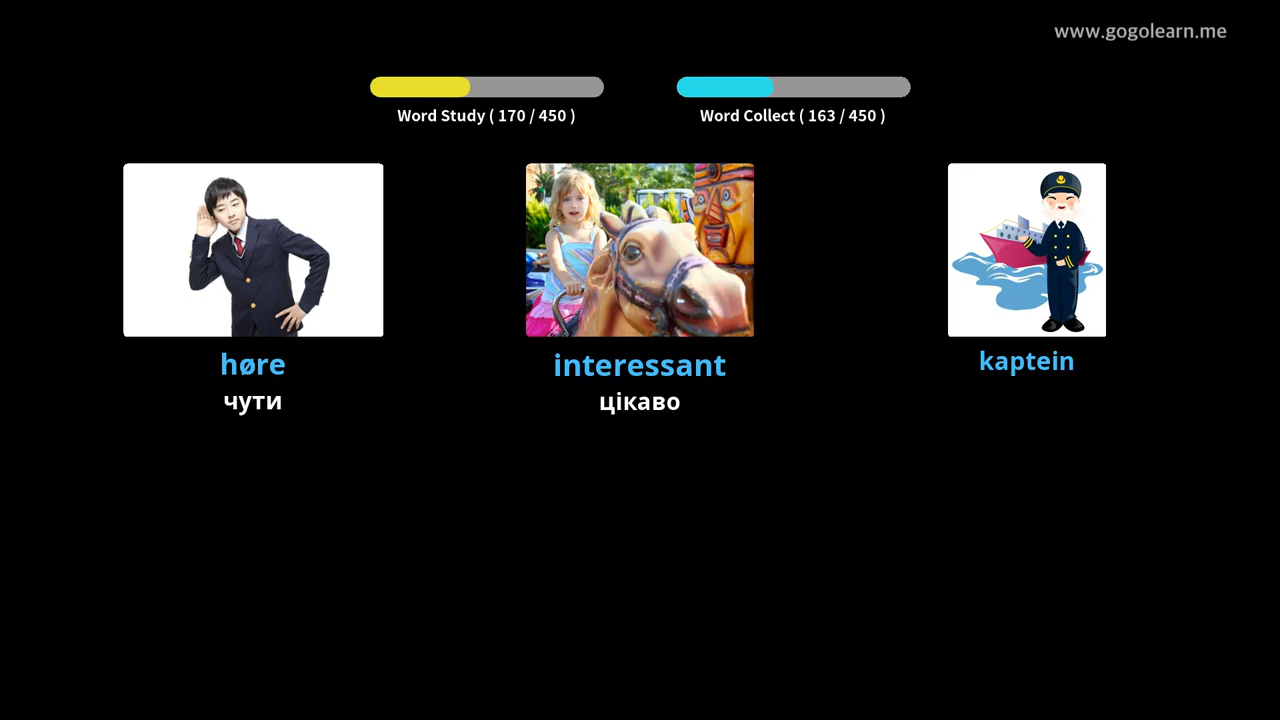 www.gogolearn.me
Word Study ( 170 / 450 )
Word Collect ( 163 / 450 )
høre
чути
interessant
цікаво
kaptein